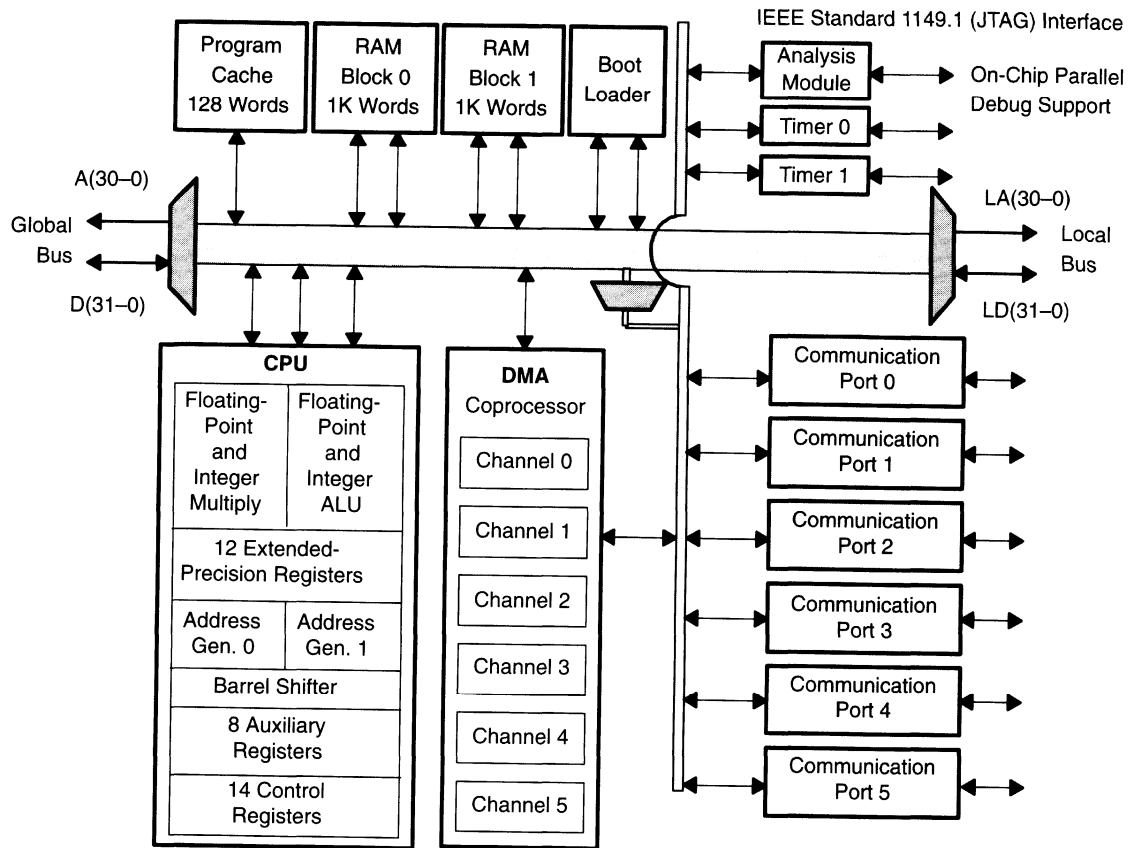 IEEE Standard 1149.1 (JTAG) Interface
Program
Cache
128 Words
RAM
Block 0
1K Words
RAM
Block 1
1K Words
Boot
Loader
Analysis
Module
On-Chip Parallel
Debug Support
Timer 0
Timer 1
A(30–0)
Global
Bus
D(31–0)
LA(30–0)
Local
Bus
LD(31–0)
CPU
Floating-
Point
and
Integer
Multiply
Floating-
Point
and
Integer
ALU
12 Extended-
Precision Registers
Address
Gen. 0
Address
Gen. 1
Barrel Shifter
8 Auxiliary
Registers
14 Control
Registers
DMA
Coprocessor
Channel 0
Channel 1
Channel 2
Channel 3
Channel 4
Channel 5
Communication
Port 0
Communication
Port 1
Communication
Port 2
Communication
Port 3
Communication
Port 4
Communication
Port 5